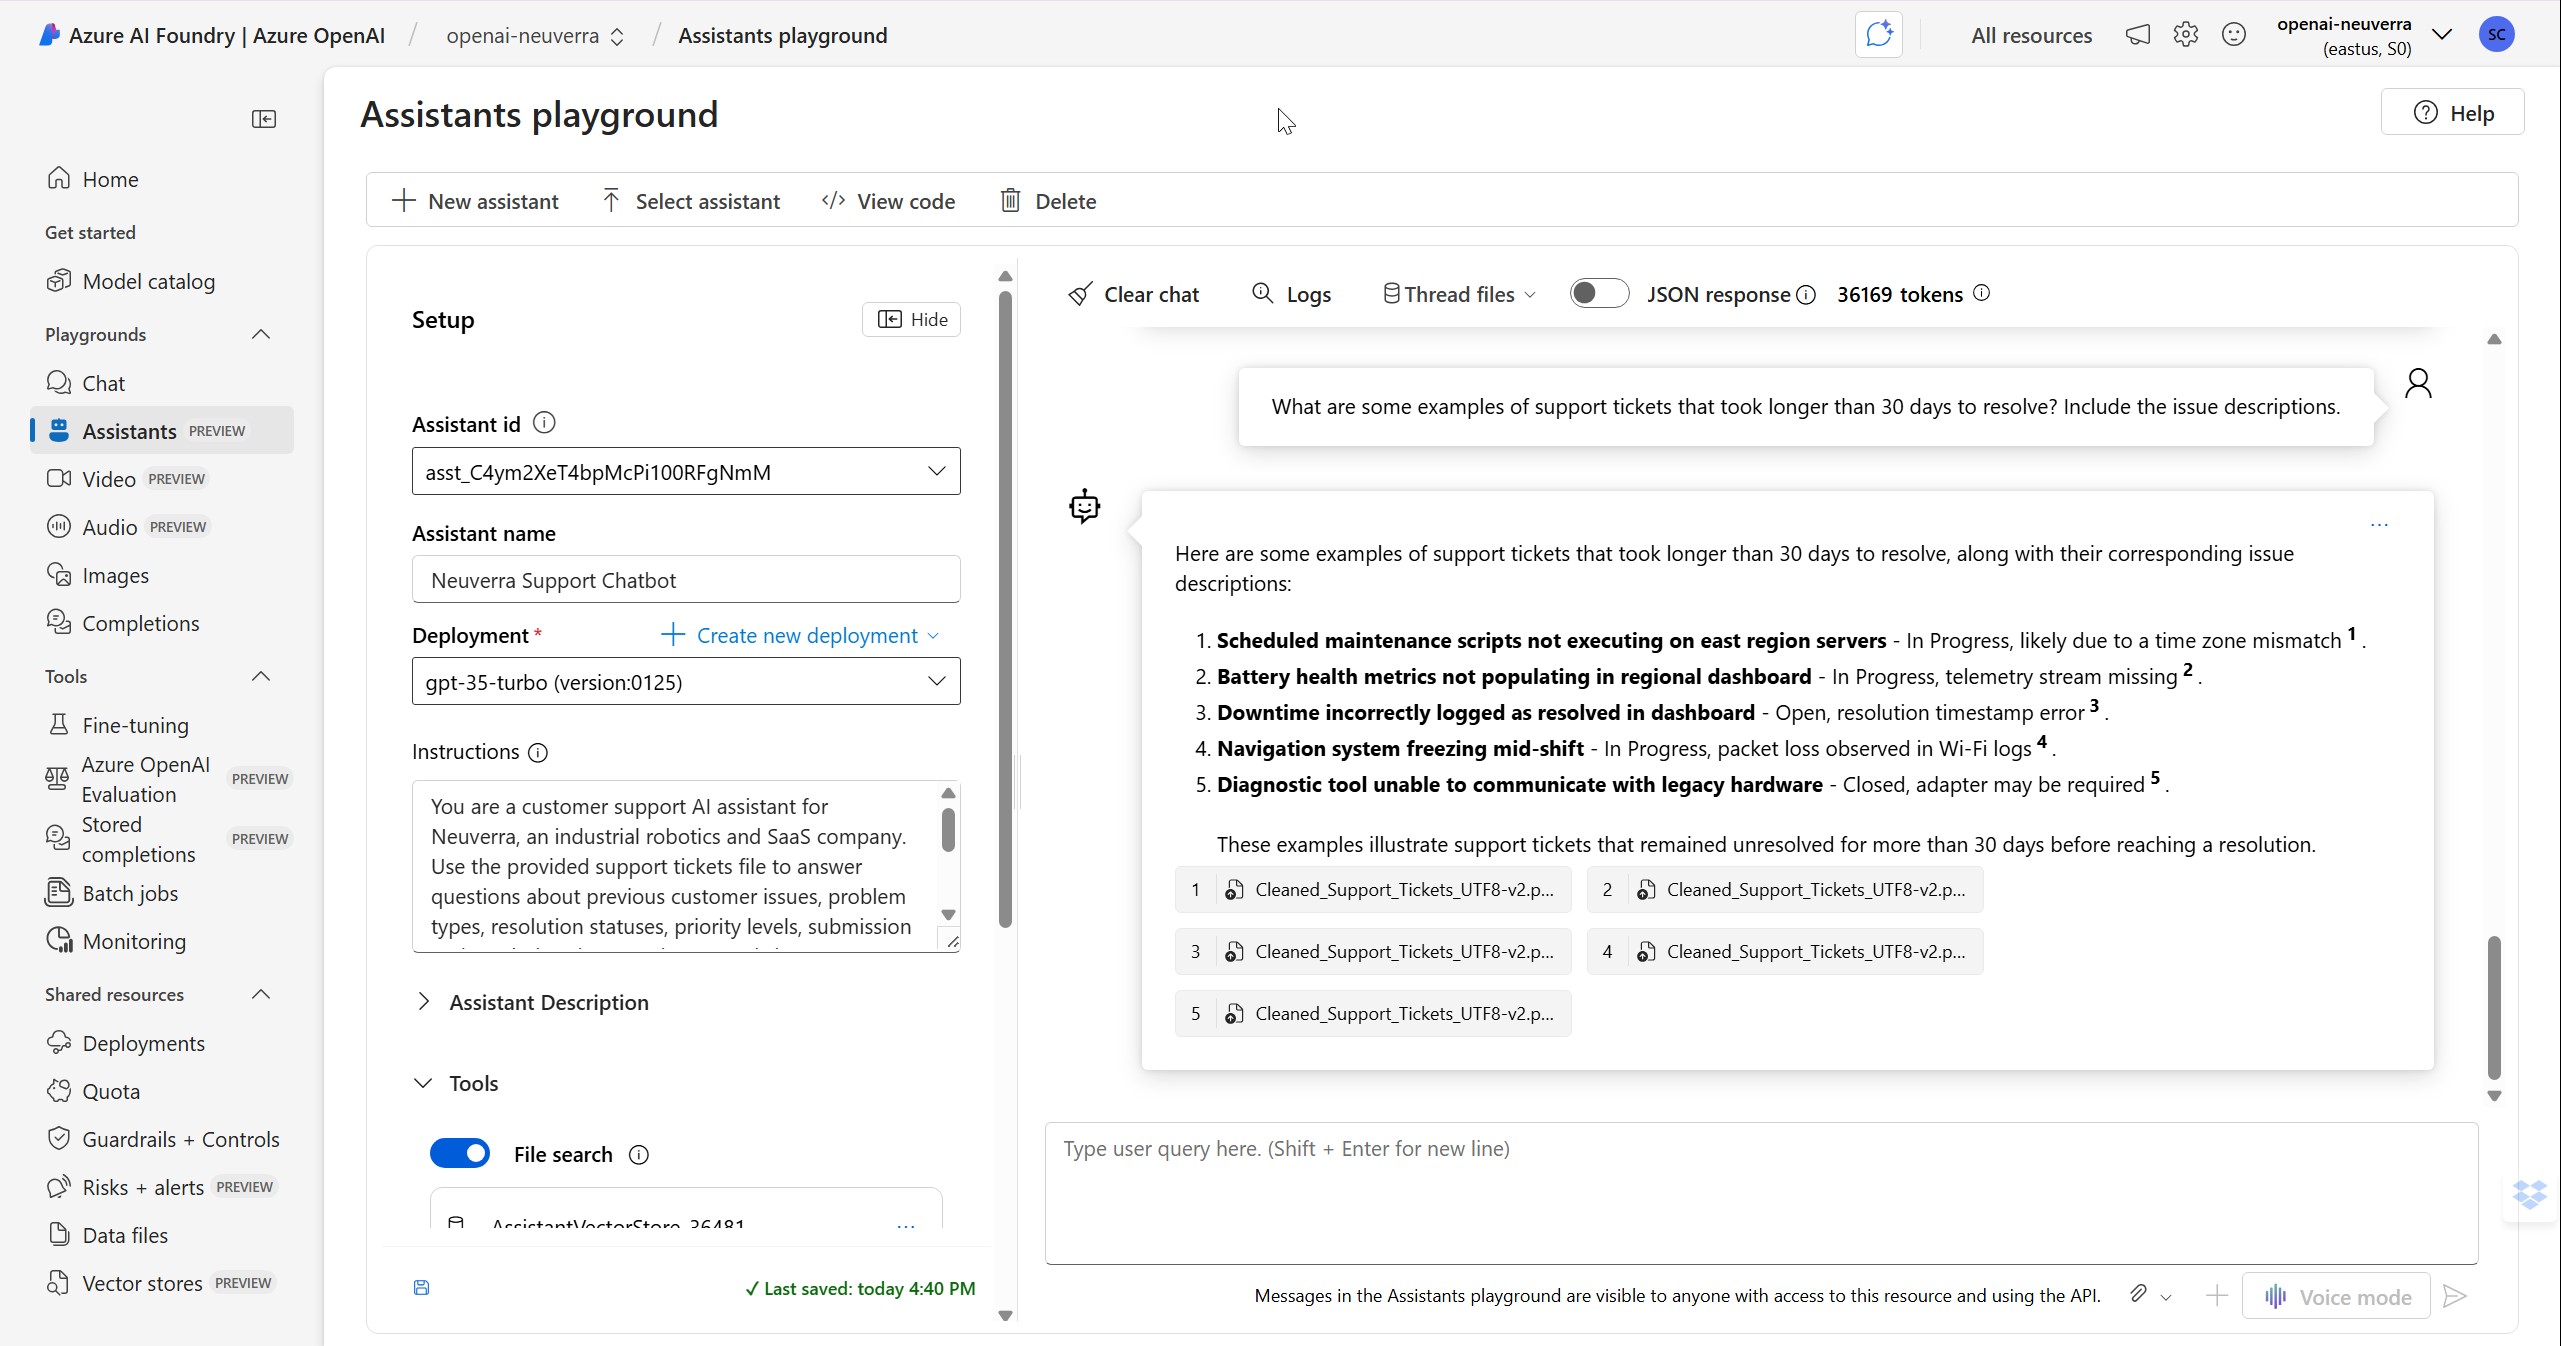 Azure AI Foundry | Azure OpenAI / openai-neuverra / Assistants playground
All resources
openai-neuverra
(eastus, S0)
SC
Home
Get started
Model catalog
Playgrounds
Chat
Assistants PREVIEW
Video PREVIEW
Audio PREVIEW
Images
Completions
Tools
Fine-tuning
Azure OpenAI
Evaluation PREVIEW
Stored
completions PREVIEW
Batch jobs
Monitoring
Shared resources
Deployments
Quota
Guardrails + Controls
Risks + alerts PREVIEW
Data files
Vector stores PREVIEW
Assistants playground
Help
New assistant
Select assistant
</> View code
Delete
Setup
Hide
Assistant id
asst_C4ym2XeT4bpMcPi100RFgNmM
Assistant name
Neuverra Support Chatbot
Deployment *
Create new deployment
gpt-35-turbo (version:0125)
Instructions
You are a customer support AI assistant for
Neuverra, an industrial robotics and SaaS company.
Use the provided support tickets file to answer
questions about previous customer issues, problem
types, resolution statuses, priority levels, submission
Assistant Description
Tools
File search
AssistantVectorStore_36481
...
Last saved: today 4:40 PM
Clear chat
Logs
Thread files
JSON response
36169 tokens
What are some examples of support tickets that took longer than 30 days to resolve? Include the issue descriptions.
...
Here are some examples of support tickets that took longer than 30 days to resolve, along with their corresponding issue
descriptions:
1. Scheduled maintenance scripts not executing on east region servers - In Progress, likely due to a time zone mismatch 1 .
2. Battery health metrics not populating in regional dashboard - In Progress, telemetry stream missing 2 .
3. Downtime incorrectly logged as resolved in dashboard - Open, resolution timestamp error 3 .
4. Navigation system freezing mid-shift - In Progress, packet loss observed in Wi-Fi logs 4 .
5. Diagnostic tool unable to communicate with legacy hardware - Closed, adapter may be required 5 .
These examples illustrate support tickets that remained unresolved for more than 30 days before reaching a resolution.
1 Cleaned_Support_Tickets_UTF8-v2.p...
2 Cleaned_Support_Tickets_UTF8-v2.p...
3 Cleaned_Support_Tickets_UTF8-v2.p...
4 Cleaned_Support_Tickets_UTF8-v2.p...
5 Cleaned_Support_Tickets_UTF8-v2.p...
Type user query here. (Shift + Enter for new line)
Messages in the Assistants playground are visible to anyone with access to this resource and using the API.
Voice mode